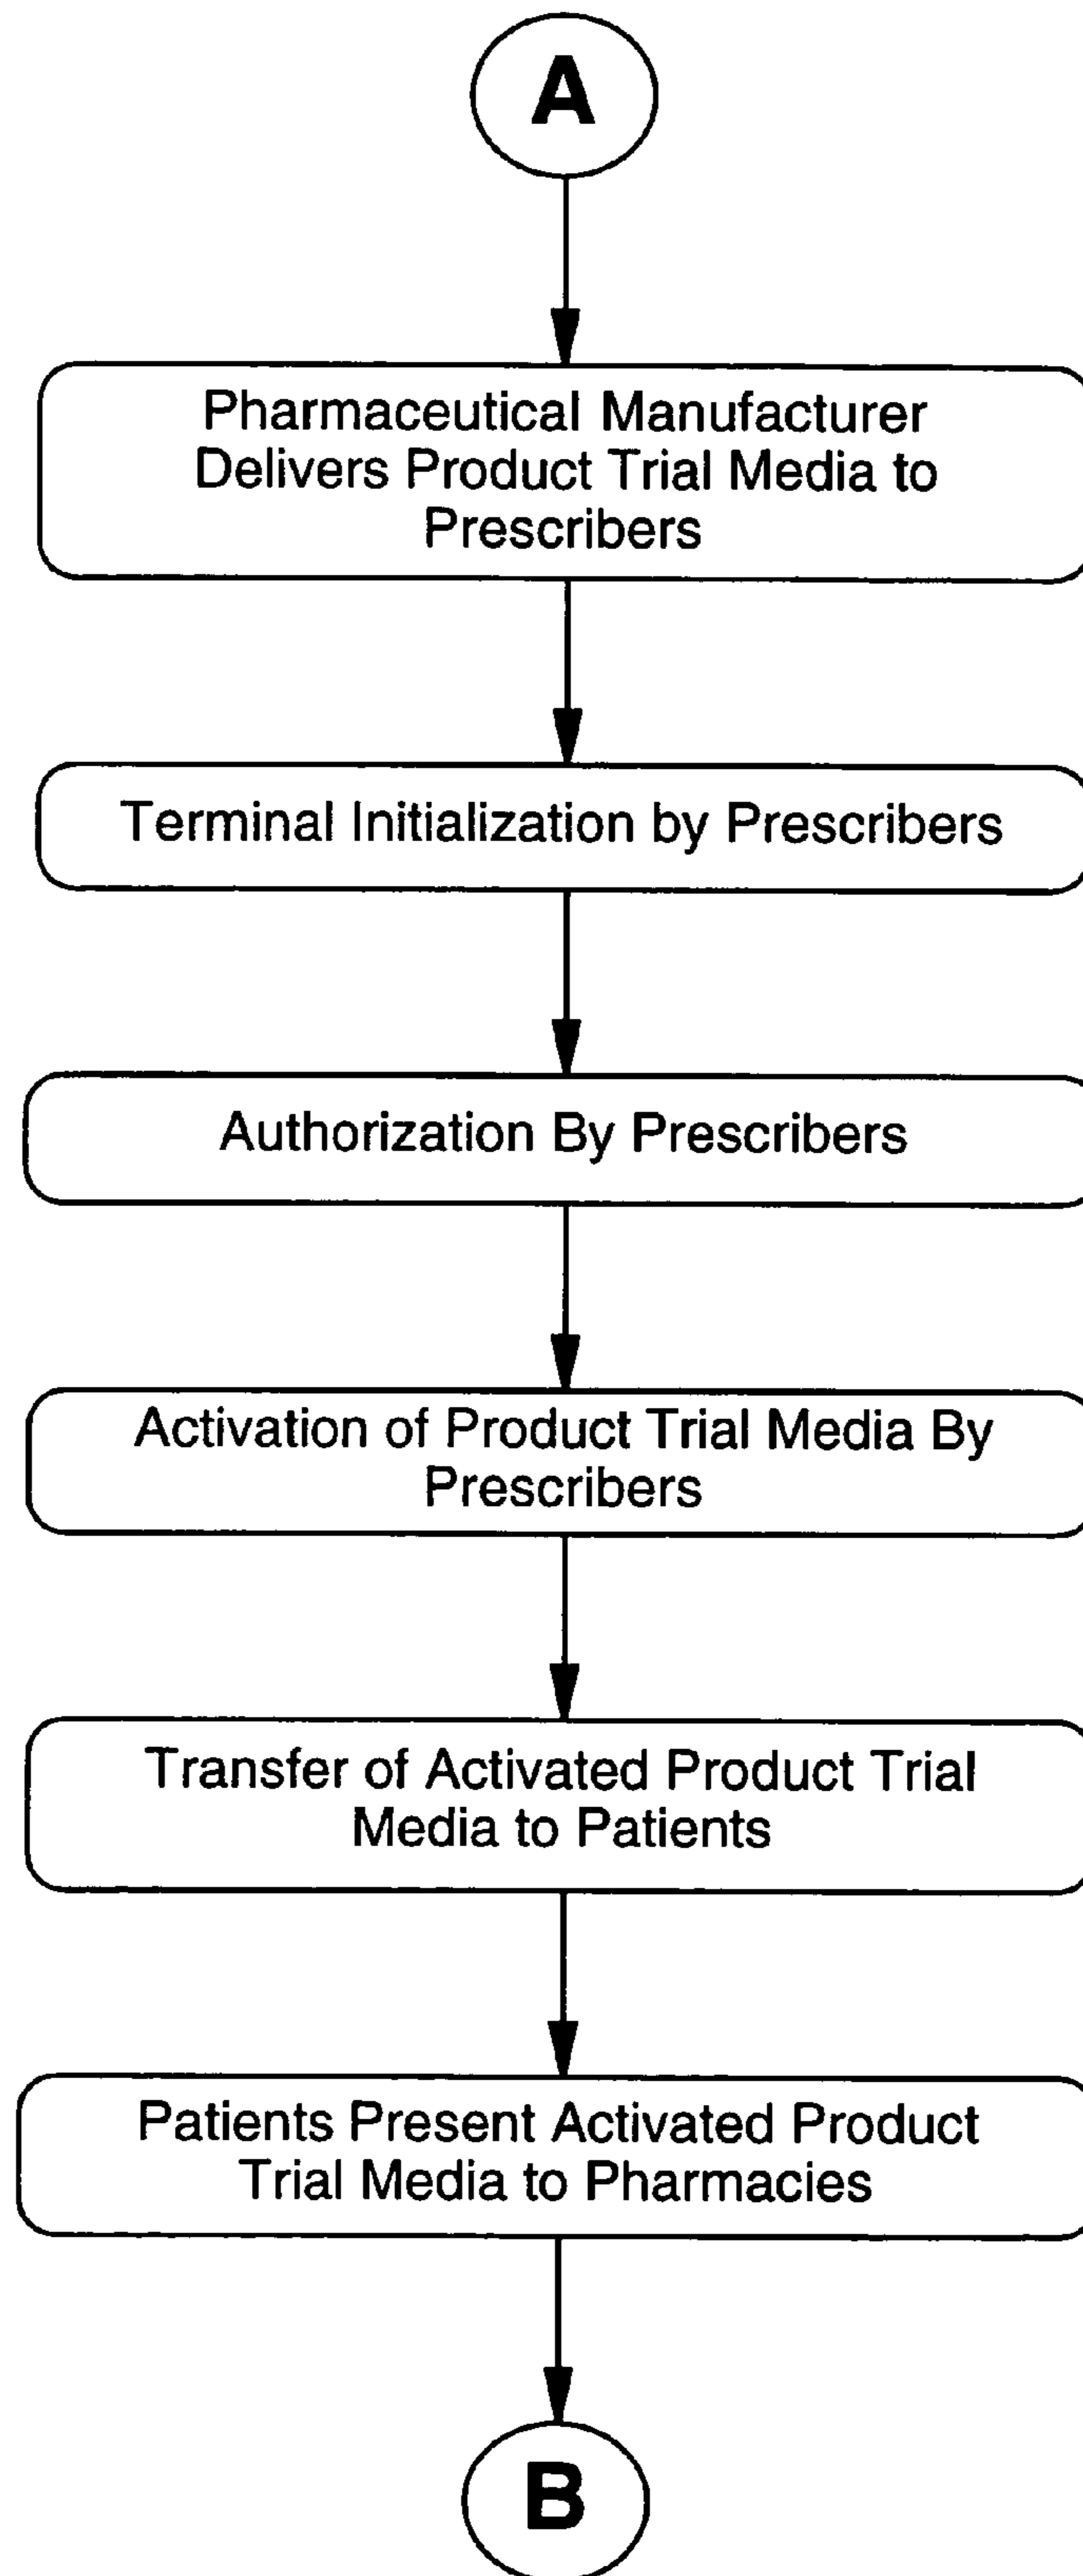 A
Pharmaceutical Manufacturer
Delivers Product Trial Media to
Prescribers
Terminal Initialization by Prescribers
Authorization By Prescribers
Activation of Product Trial Media By
Prescribers
Transfer of Activated Product Trial
Media to Patients
Patients Present Activated Product
Trial Media to Pharmacies
B